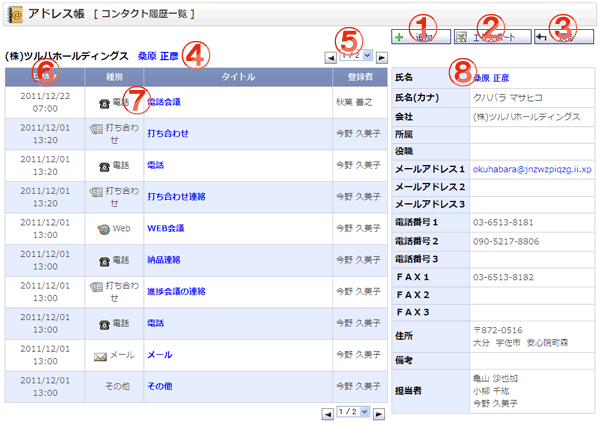 アドレス帳 [ コンタクト履歴一覧 ]
① 追加 ② エクスポート ③
(株)ツルハホールディングス 桑原 正彦 ④
⑤ 1 / 2
⑥ 種別 タイトル 登録者
2011/12/22 07:00 電話 ⑦ 電話会議 秋葉 善之
2011/12/01 13:20 打ち合わせ 打ち合わせ 今野 久美子
2011/12/01 13:20 電話 電話 今野 久美子
2011/12/01 13:20 打ち合わせ 打ち合わせ連絡 今野 久美子
2011/12/01 13:00 Web WEB会議 今野 久美子
2011/12/01 13:00 電話 納品連絡 今野 久美子
2011/12/01 13:00 打ち合わせ 進捗会議の連絡 今野 久美子
2011/12/01 13:00 電話 電話 今野 久美子
2011/12/01 13:00 メール メール 今野 久美子
2011/12/01 13:00 その他 その他 今野 久美子
1 / 2
⑧
氏名 桑原 正彦
氏名(カナ) クハバラ マサヒコ
会社 (株)ツルハホールディングス
所属
役職
メールアドレス１ okuhabara@jnzwzpiqzg.ii.xp
メールアドレス２
メールアドレス３
電話番号１ 03-6513-8181
電話番号２ 090-5217-8806
電話番号３
ＦＡＸ１ 03-6513-8182
ＦＡＸ２
ＦＡＸ３
住所 〒872-0516
大分 宇佐市 安心院町森
備考
担当者 亀山 沙也加
小柳 千紘
今野 久美子